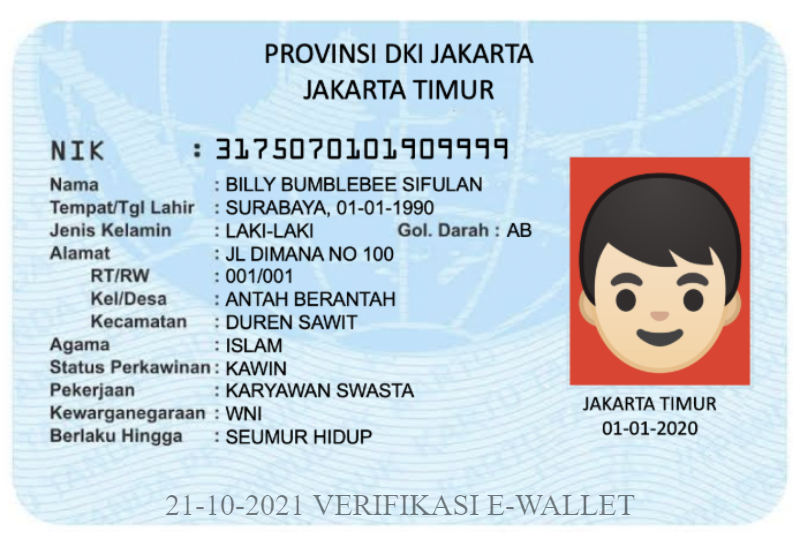 PROVINSI DKI JAKARTA
JAKARTA TIMUR
NIK : 3175070101909999
Nama : BILLY BUMBLEBEE SIFULAN
Tempat/Tgl Lahir : SURABAYA, 01-01-1990
Jenis Kelamin : LAKI-LAKI Gol. Darah : AB
Alamat : JL DIMANA NO 100
RT/RW : 001/001
Kel/Desa : ANTAH BERANTAH
Kecamatan : DUREN SAWIT
Agama : ISLAM
Status Perkawinan : KAWIN
Pekerjaan : KARYAWAN SWASTA
Kewarganegaraan : WNI
Berlaku Hingga : SEUMUR HIDUP
JAKARTA TIMUR
01-01-2020
21-10-2021 VERIFIKASI E-WALLET